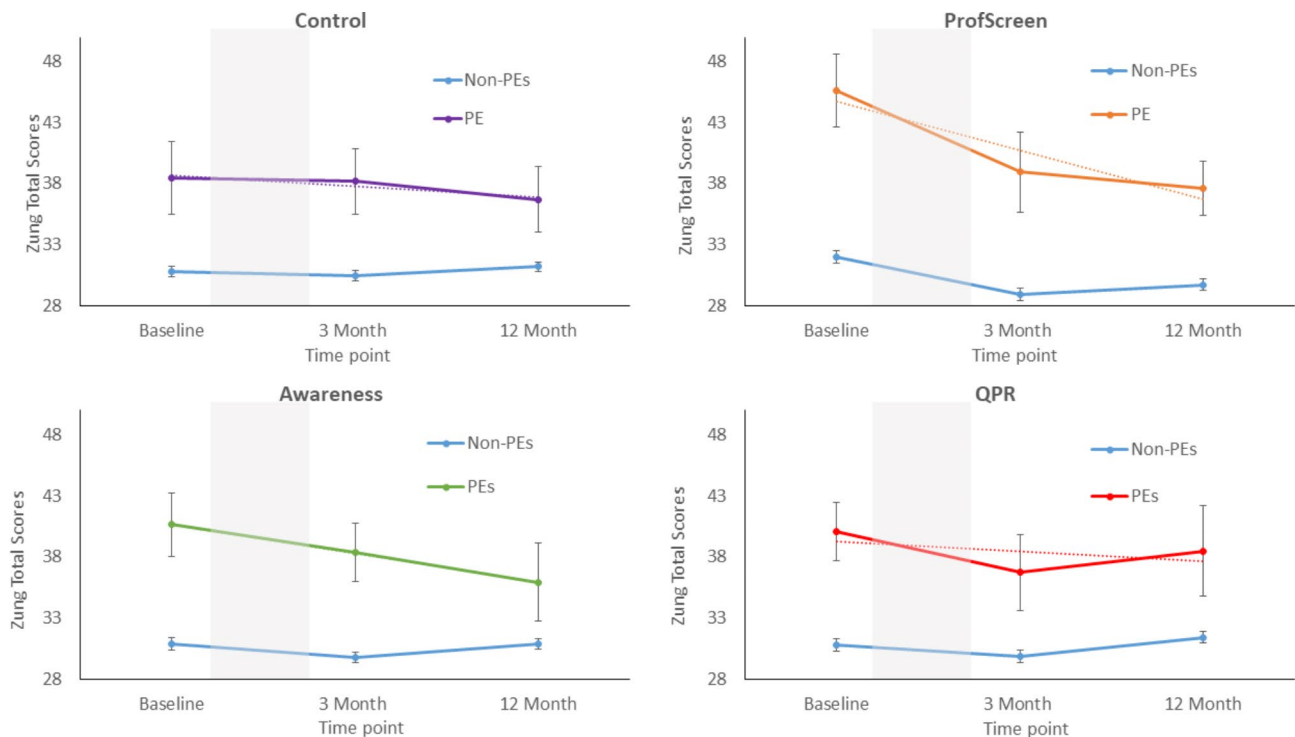 Control
Zung Total Scores
48
43
38
33
28
Non-PEs
PE
Baseline
3 Month
12 Month
Time point
ProfScreen
Zung Total Scores
48
43
38
33
28
Non-PEs
PE
Baseline
3 Month
12 Month
Time point
Awareness
Zung Total Scores
48
43
38
33
28
Non-PEs
PEs
Baseline
3 Month
12 Month
Time point
QPR
Zung Total Scores
48
43
38
33
28
Non-PEs
PEs
Baseline
3 Month
12 Month
Time point